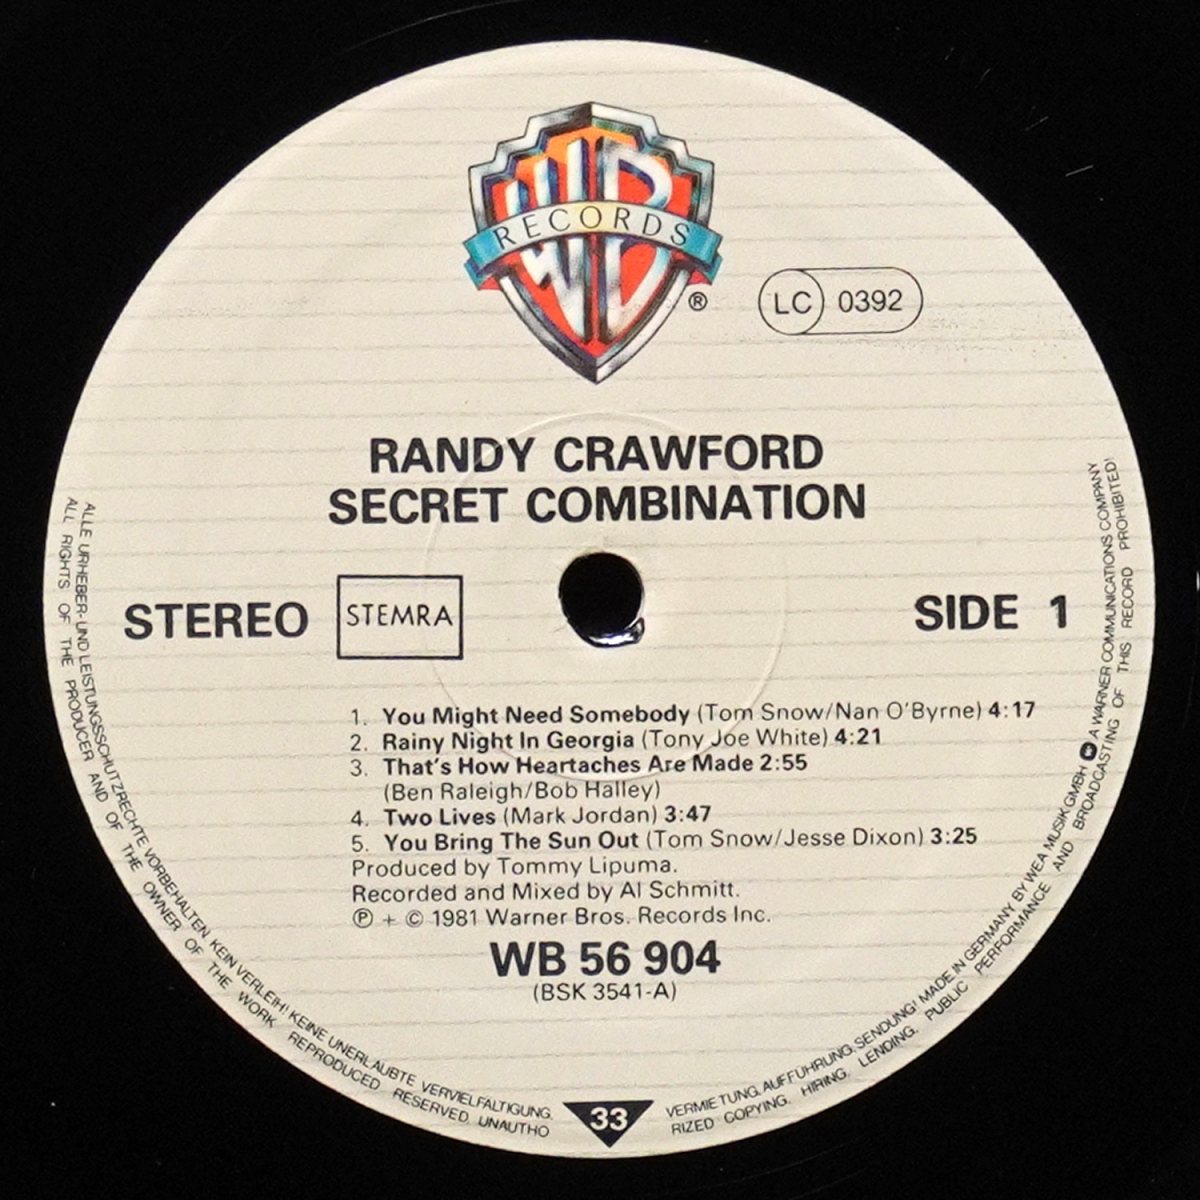 WB
RECORDS
®
LC 0392
RANDY CRAWFORD
SECRET COMBINATION
STEREO
STEMRA
SIDE 1
1. You Might Need Somebody (Tom Snow/Nan O'Byrne) 4:17
2. Rainy Night In Georgia (Tony Joe White) 4:21
3. That's How Heartaches Are Made 2:55
(Ben Raleigh/Bob Halley)
4. Two Lives (Mark Jordan) 3:47
5. You Bring The Sun Out (Tom Snow/Jesse Dixon) 3:25
Produced by Tommy Lipuma.
Recorded and Mixed by Al Schmitt.
℗ + © 1981 Warner Bros. Records Inc.
WB 56 904
(BSK 3541-A)
33
ALLE URHEBER- UND LEISTUNGSSCHUTZRECHTE VORBEHALTEN KEIN VERLEIH! KEINE UNERLAUBTE VERVIELFÄLTIGUNG, VERMIETUNG, AUFFÜHRUNG, SENDUNG! MADE IN GERMANY BY WEA MUSIK GMBH A WARNER COMMUNICATIONS COMPANY
ALL RIGHTS OF THE PRODUCER AND OF THE OWNER OF THE WORK REPRODUCED RESERVED. UNAUTHORIZED COPYING, HIRING, LENDING, PUBLIC PERFORMANCE AND BROADCASTING OF THIS RECORD PROHIBITED!